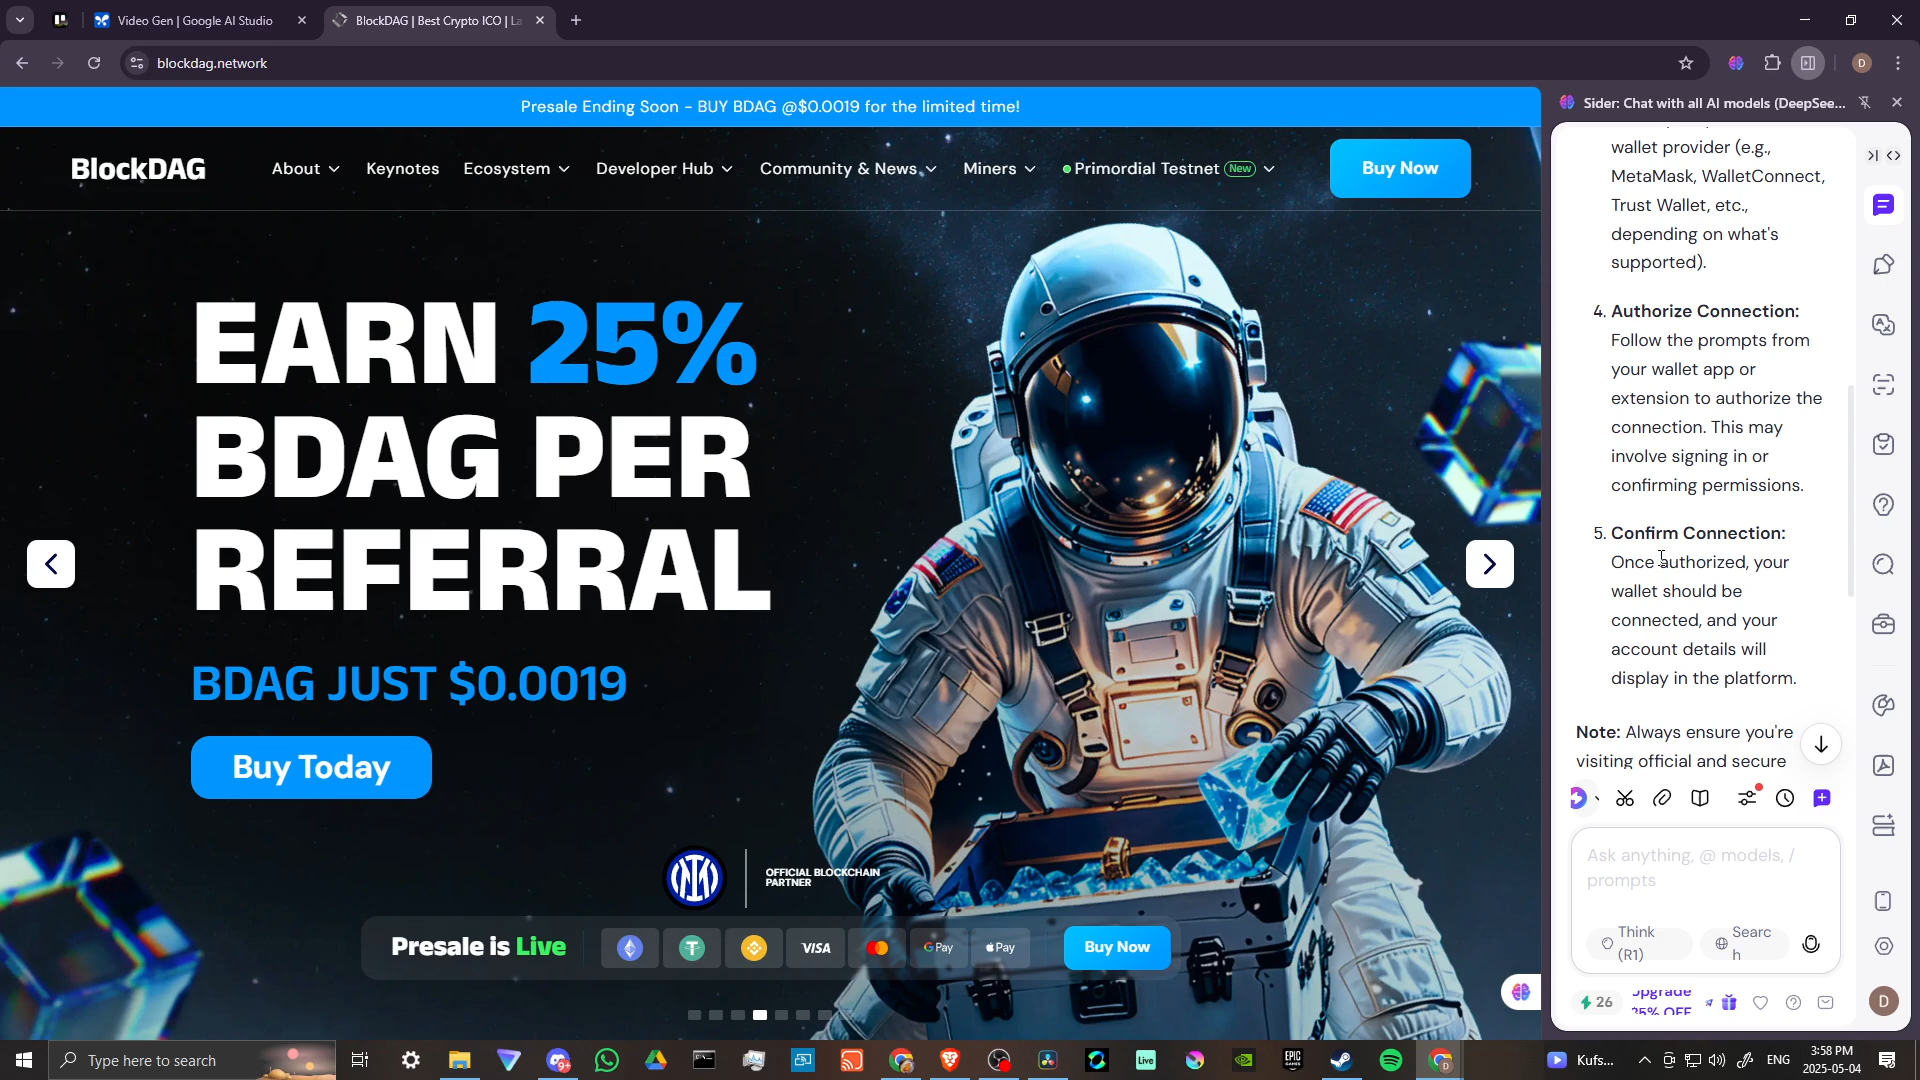 Video Gen | Google AI Studio
BlockDAG | Best Crypto ICO | La
blockdag.network
D
Presale Ending Soon - BUY BDAG @$0.0019 for the limited time!
BlockDAG
About
Keynotes
Ecosystem
Developer Hub
Community & News
Miners
Primordial Testnet New
Buy Now
EARN 25%
BDAG PER
REFERRAL
BDAG JUST $0.0019
Buy Today
OFFICIAL BLOCKCHAIN
PARTNER
Presale is Live
VISA
G Pay
Pay
Buy Now
Sider: Chat with all AI models (DeepSee...
wallet provider (e.g.,
MetaMask, WalletConnect,
Trust Wallet, etc.,
depending on what's
supported).
4. Authorize Connection:
Follow the prompts from
your wallet app or
extension to authorize the
connection. This may
involve signing in or
confirming permissions.
5. Confirm Connection:
Once authorized, your
wallet should be
connected, and your
account details will
display in the platform.
Note: Always ensure you're
visiting official and secure
Ask anything, @ models, /
prompts
Think
(R1)
Searc
h
26
Upgrade
25% OFF
D
Type here to search
9+
Live
EPIC
GAMES
D
Kufs...
ENG
3:58 PM
2025-05-04